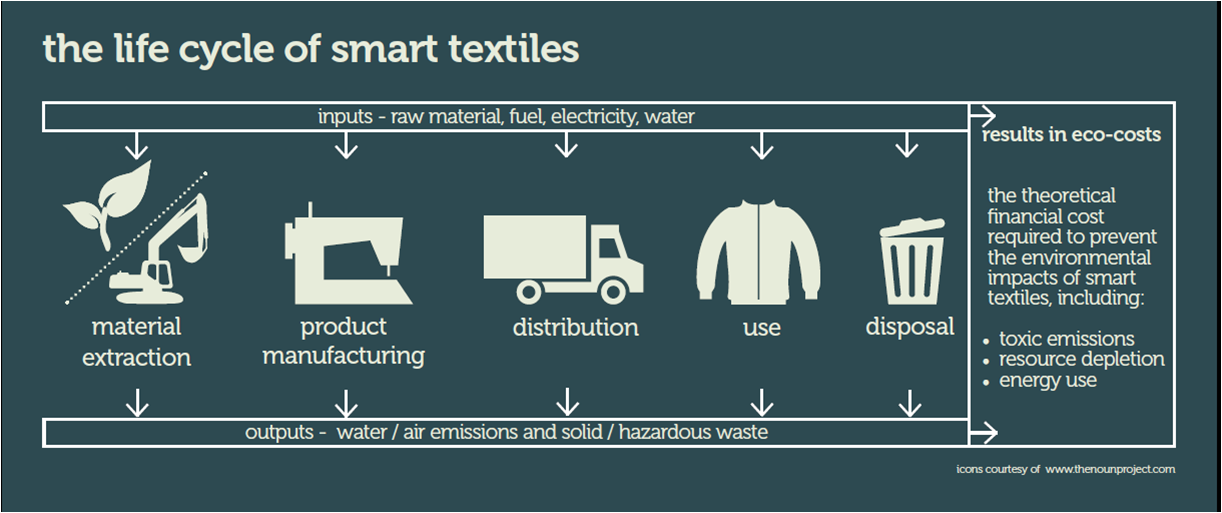 the life cycle of smart textiles
inputs - raw material, fuel, electricity, water
results in eco-costs
the theoretical
financial cost
required to prevent
the environmental
impacts of smart
textiles, including:
• toxic emissions
• resource depletion
• energy use
material
extraction
product
manufacturing
distribution
use
disposal
outputs - water / air emissions and solid / hazardous waste
icons courtesy of www.thenounproject.com